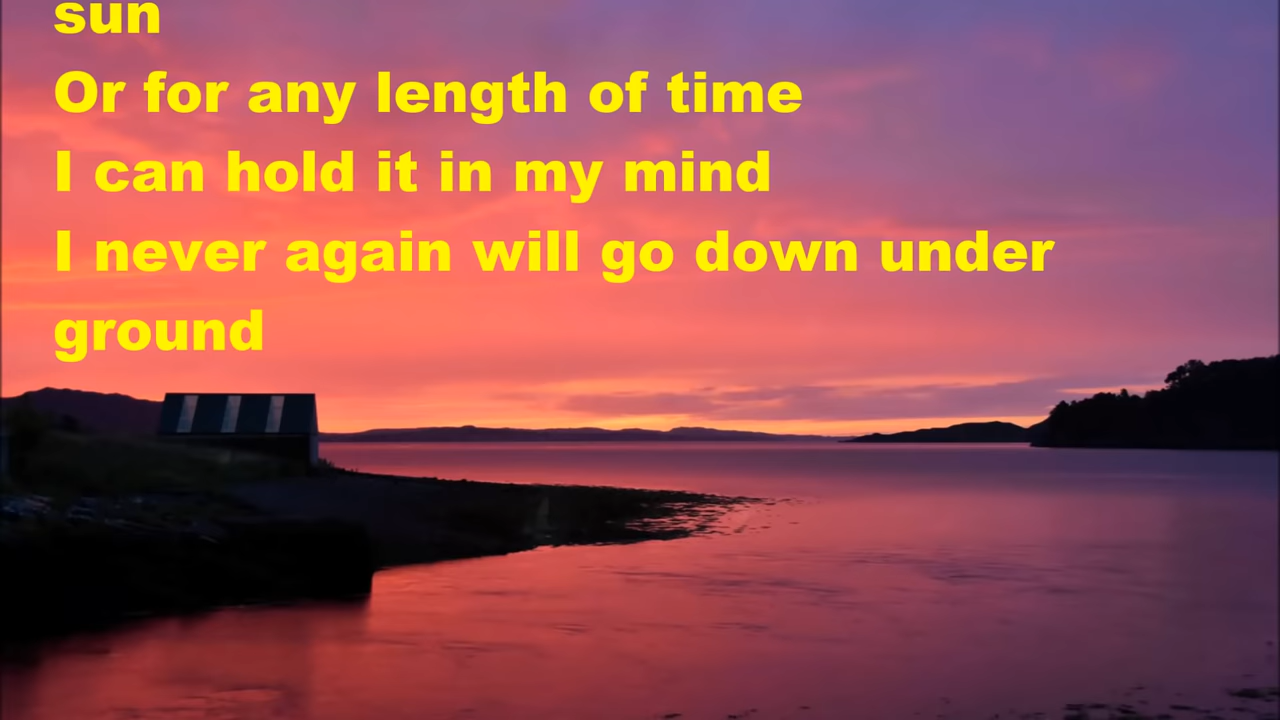 sun
Or for any length of time
I can hold it in my mind
I never again will go down under
ground